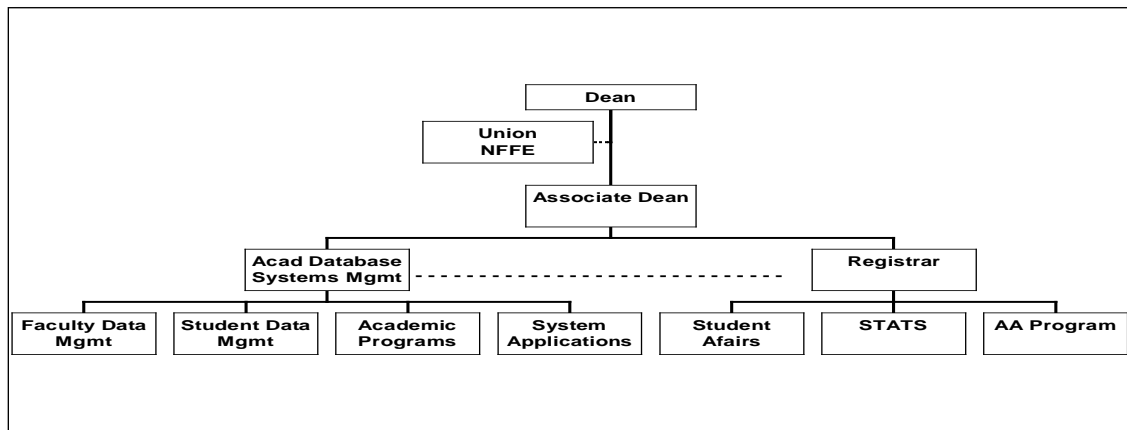 Dean
Union
NFFE
Associate Dean
Acad Database
Systems Mgmt
Registrar
Faculty Data
Mgmt
Student Data
Mgmt
Academic
Programs
System
Applications
Student
Afairs
STATS
AA Program